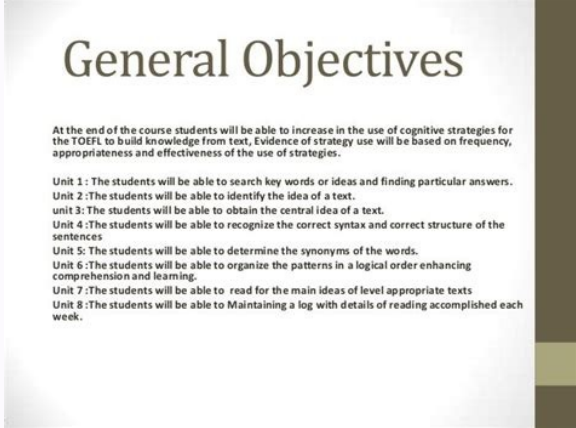 General Objectives
At the end of the course students will be able to increase in the use of cognitive strategies for
the TOEFL to build knowledge from text, Evidence of strategy use will be based on frequency,
appropriateness and effectiveness of the use of strategies.
Unit 1 : The students will be able to search key words or ideas and finding particular answers.
Unit 2 :The students will be able to identify the idea of a text.
unit 3: The students will be able to obtain the central idea of a text.
Unit 4 :The students will be able to recognize the correct syntax and correct structure of the
sentences
Unit 5: The students will be able to determine the synonyms of the words.
Unit 6 :The students will be able to organize the patterns in a logical order enhancing
comprehension and learning.
Unit 7 :The students will be able to  read for the main ideas of level appropriate texts
Unit 8 :The students will be able to Maintaining a log with details of reading accomplished each
week.